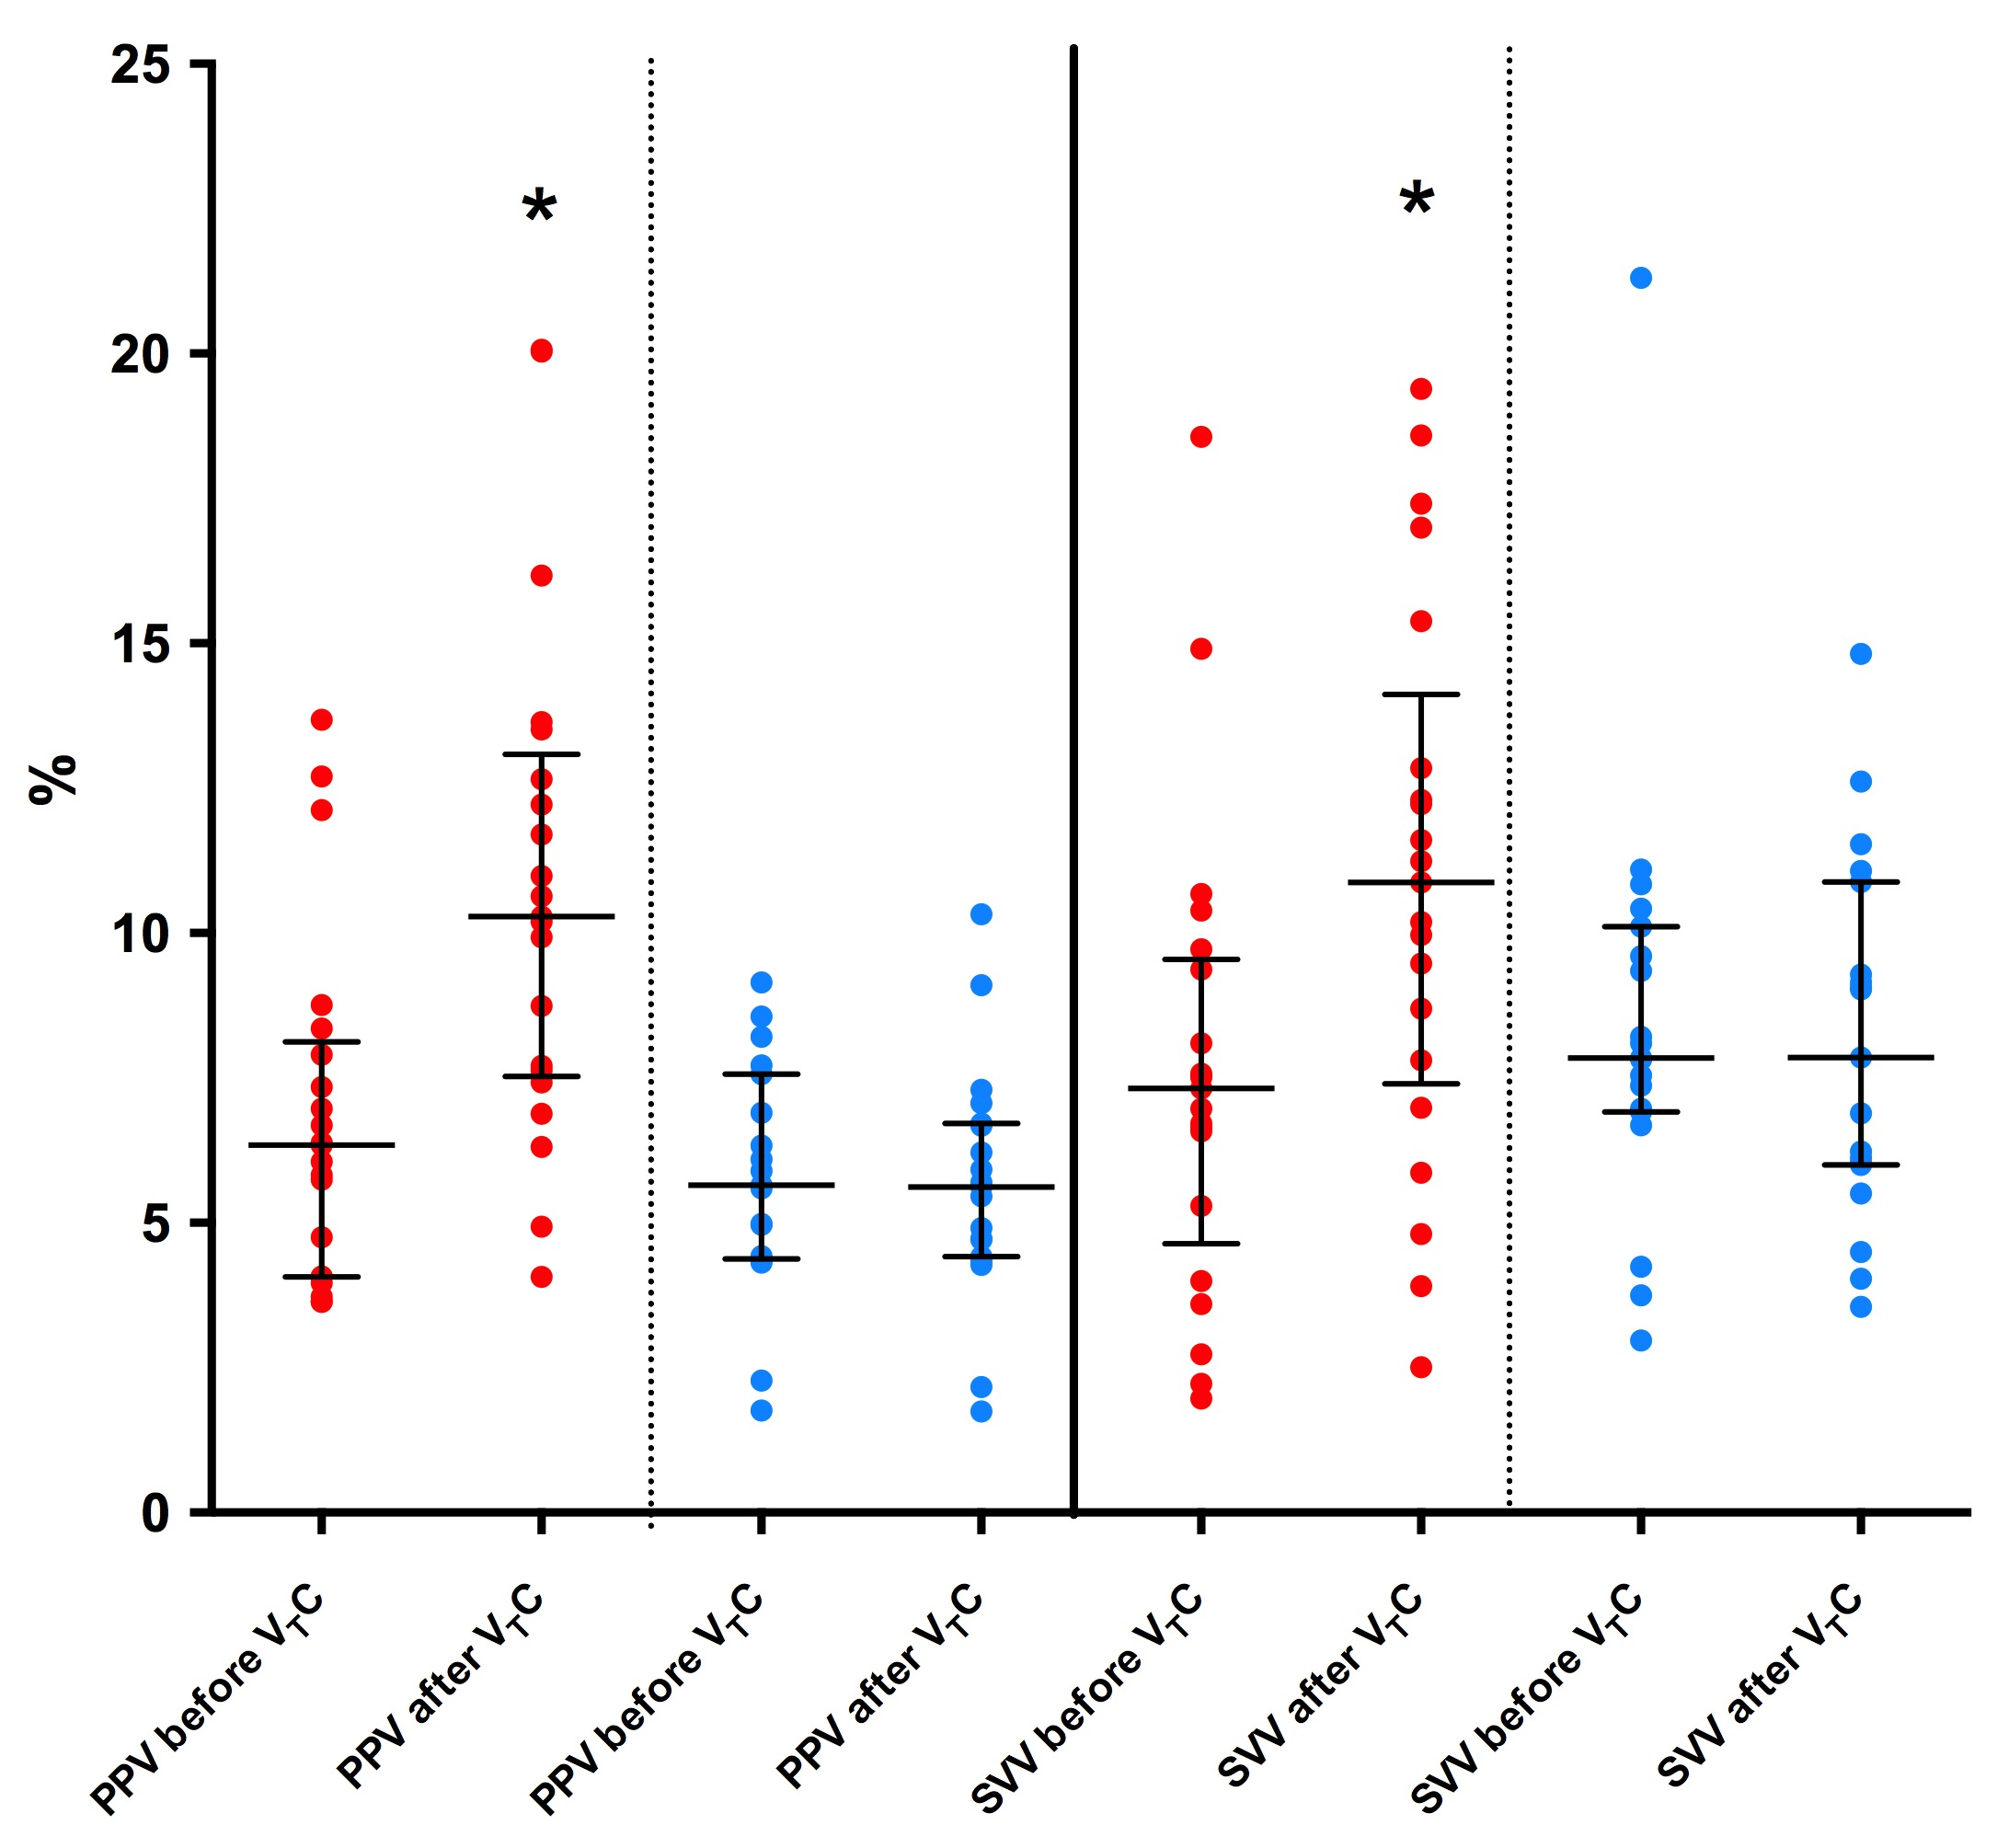 25
20
15
10
5
0
%
*
*
PPV before VTC
PPV after VTC
PPV before VTC
PPV after VTC
SVV before VTC
SVV after VTC
SVV before VTC
SVV after VTC